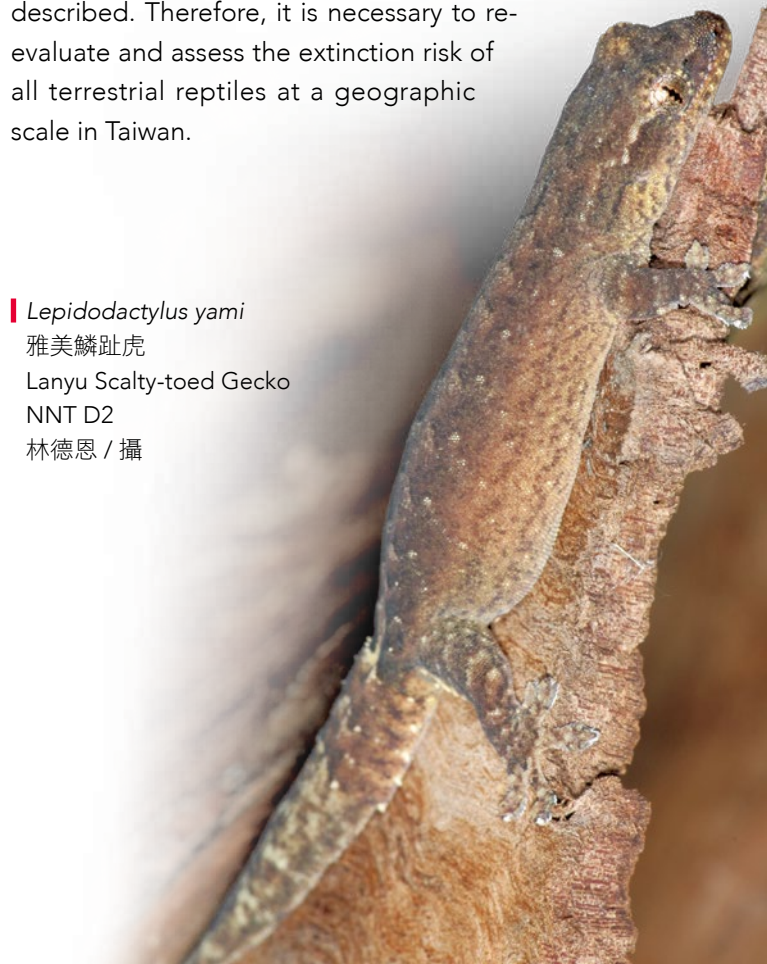 described. Therefore, it is necessary to re-
evaluate and assess the extinction risk of
all terrestrial reptiles at a geographic
scale in Taiwan.
Lepidodactylus yami
雅美鱗趾虎
Lanyu Scalty-toed Gecko
NNT D2
林德恩 / 攝